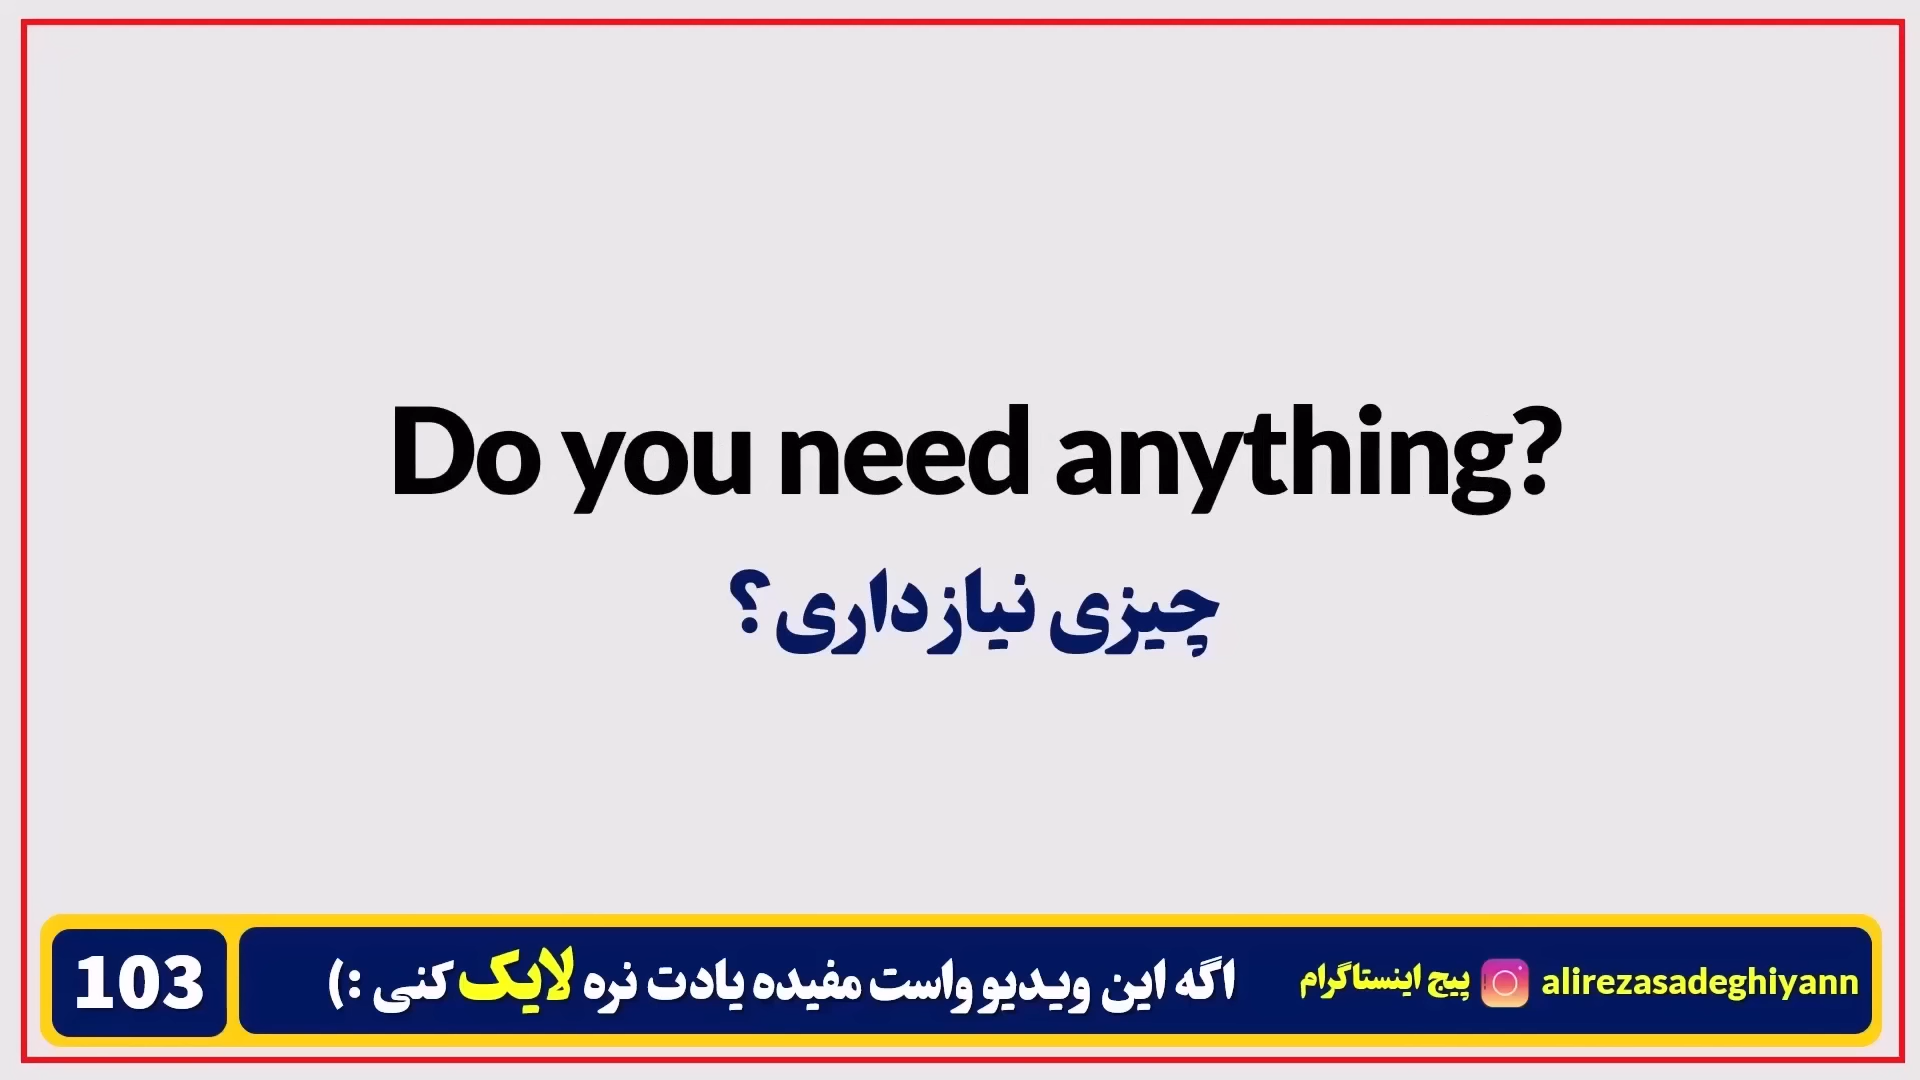 Do you need anything?
چیزی نیاز داری؟
103
اگه این ویدیو واست مفیده یادت نره لایک کنی :)
پیج اینستاگرام alirezasadeghiyann